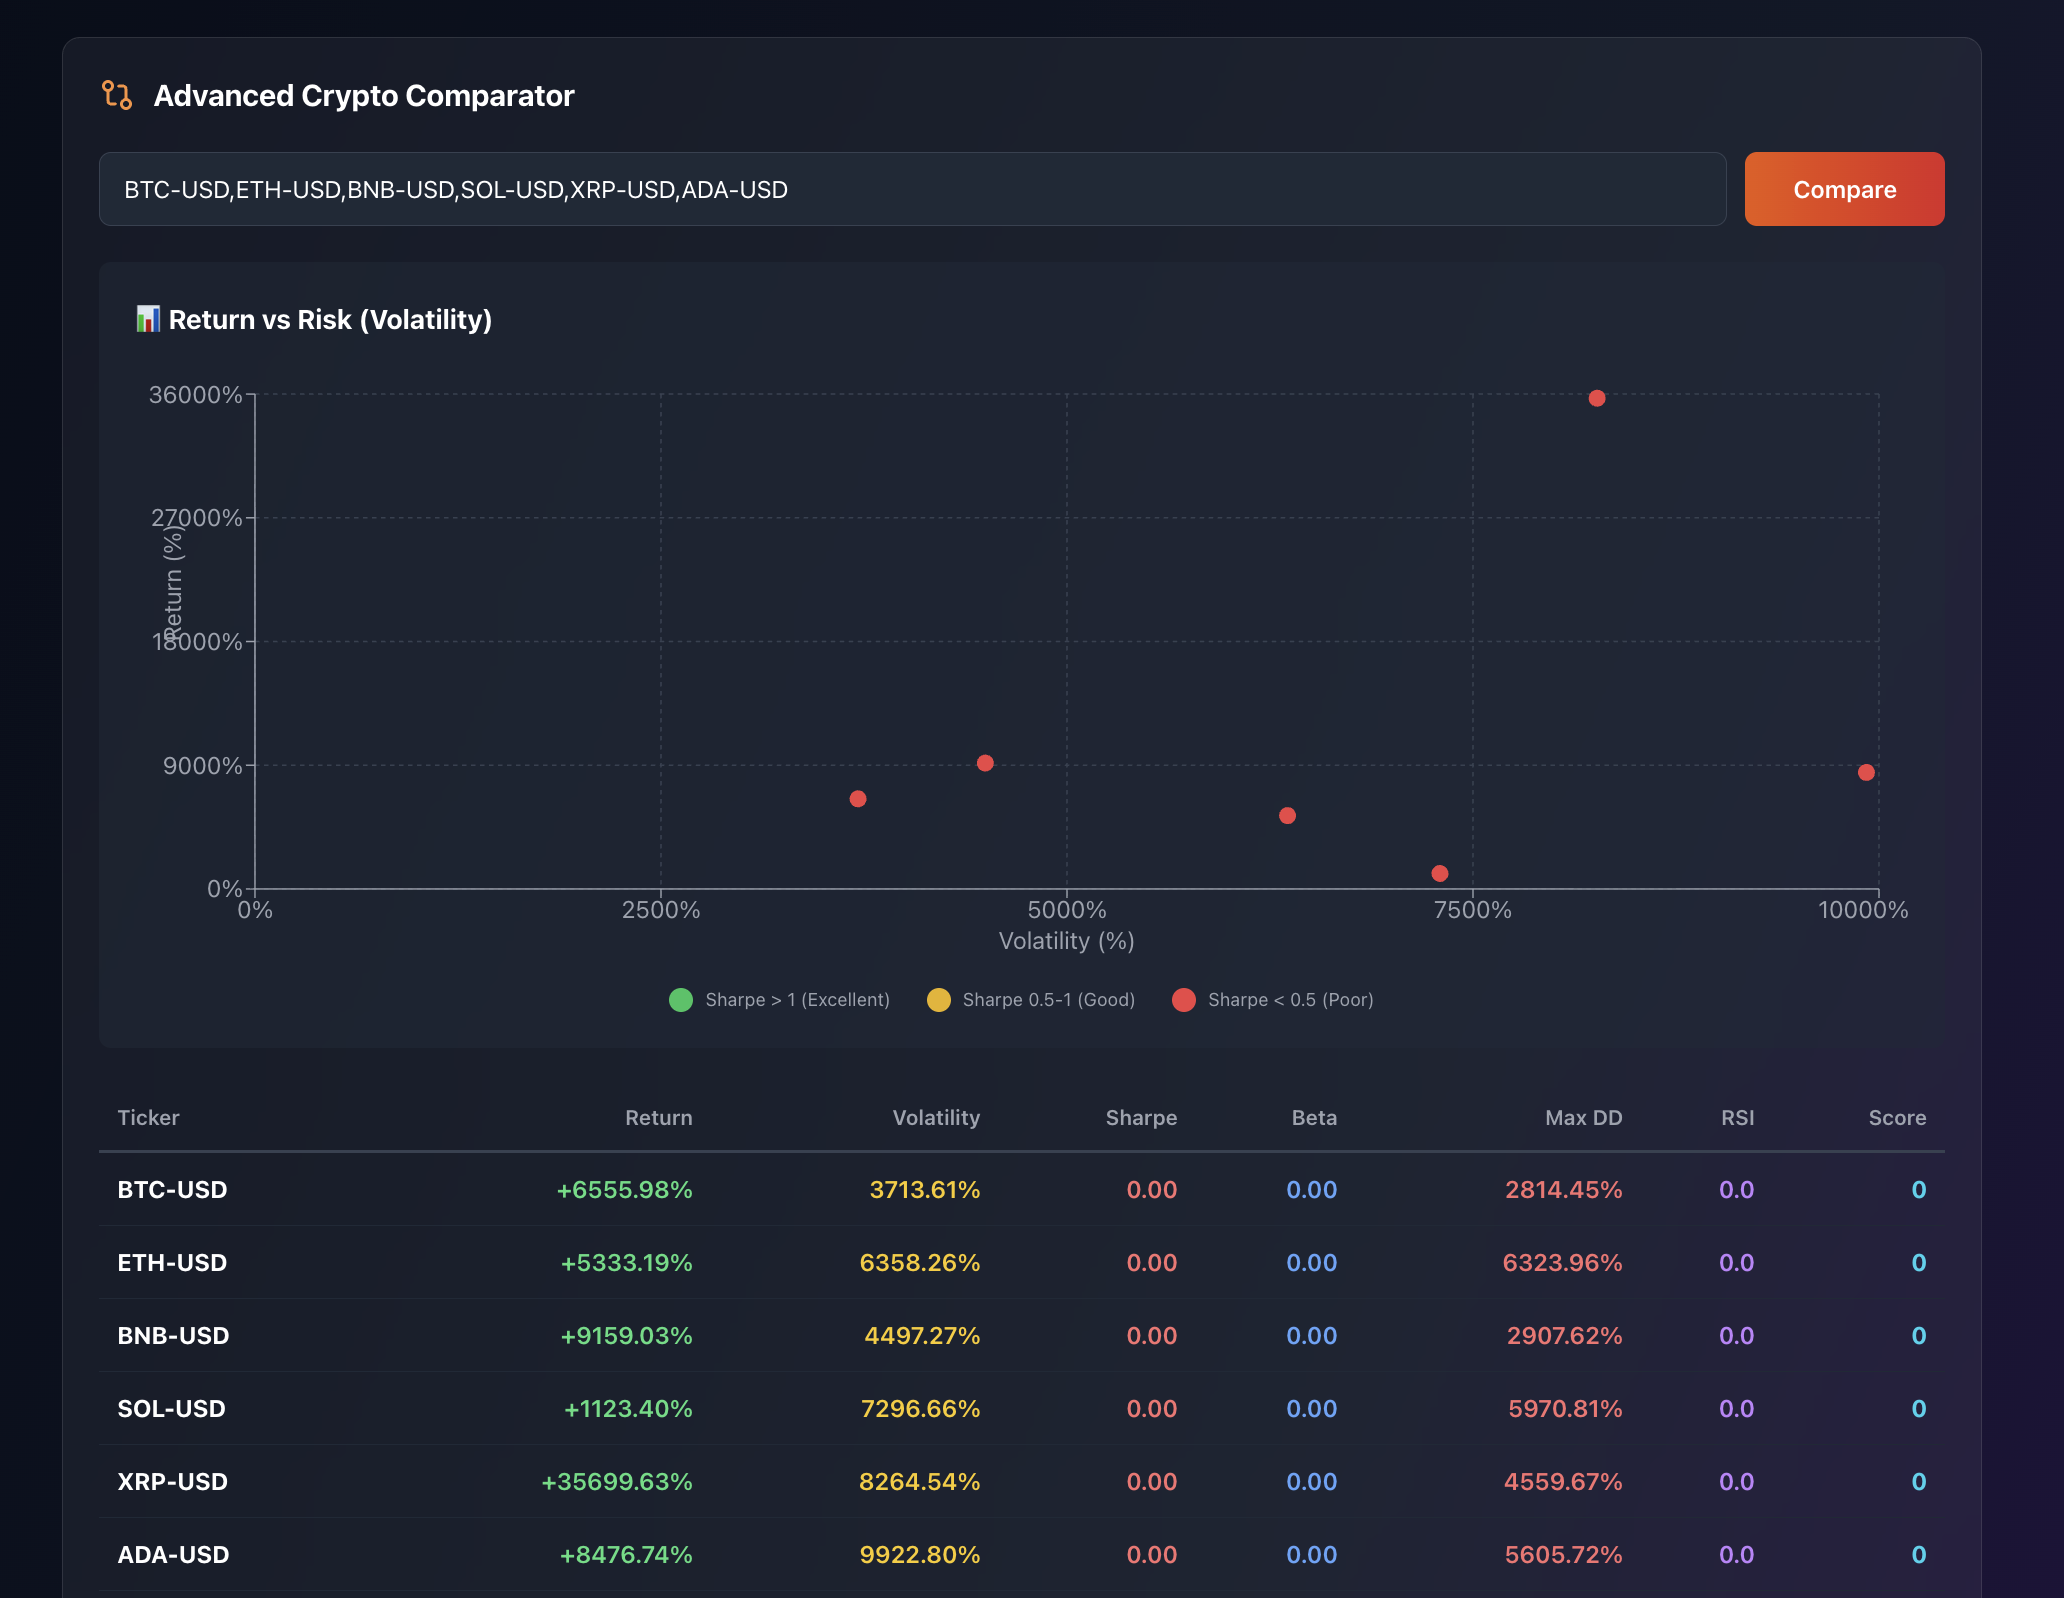 Advanced Crypto Comparator
BTC-USD,ETH-USD,BNB-USD,SOL-USD,XRP-USD,ADA-USD
Compare
📊 Return vs Risk (Volatility)
36000%
27000%
18000%
9000%
0%
Return (%)
0% 2500% 5000% 7500% 10000%
Volatility (%)
Sharpe > 1 (Excellent) Sharpe 0.5-1 (Good) Sharpe < 0.5 (Poor)
Ticker Return Volatility Sharpe Beta Max DD RSI Score
BTC-USD +6555.98% 3713.61% 0.00 0.00 2814.45% 0.0 0
ETH-USD +5333.19% 6358.26% 0.00 0.00 6323.96% 0.0 0
BNB-USD +9159.03% 4497.27% 0.00 0.00 2907.62% 0.0 0
SOL-USD +1123.40% 7296.66% 0.00 0.00 5970.81% 0.0 0
XRP-USD +35699.63% 8264.54% 0.00 0.00 4559.67% 0.0 0
ADA-USD +8476.74% 9922.80% 0.00 0.00 5605.72% 0.0 0